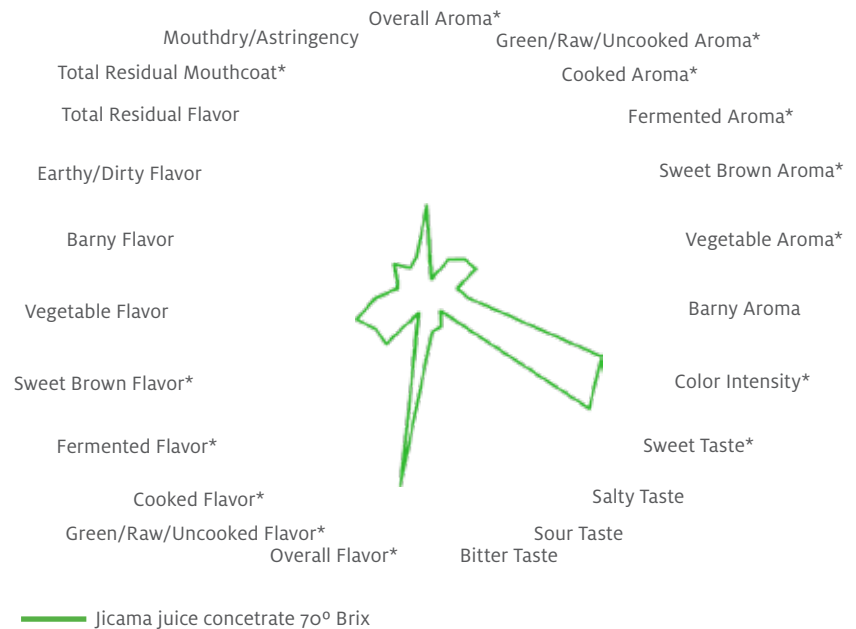 Overall Aroma*
Mouthdry/Astringency
Green/Raw/Uncooked Aroma*
Total Residual Mouthcoat*
Cooked Aroma*
Total Residual Flavor
Fermented Aroma*
Earthy/Dirty Flavor
Sweet Brown Aroma*
Barny Flavor
Vegetable Aroma*
Vegetable Flavor
Barny Aroma
Sweet Brown Flavor*
Color Intensity*
Fermented Flavor*
Sweet Taste*
Cooked Flavor*
Salty Taste
Green/Raw/Uncooked Flavor*
Sour Taste
Overall Flavor*
Bitter Taste
Jicama juice concetrate 70º Brix